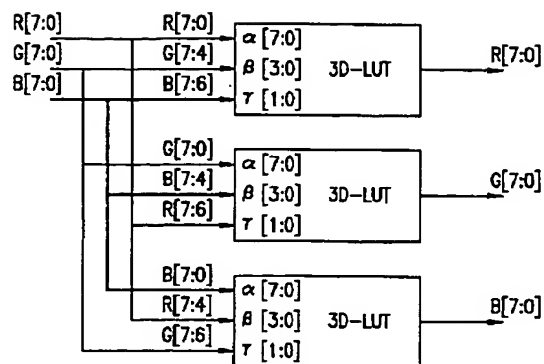 R[7:0] R[7:0] α [7:0] R[7:0]
G[7:0] G[7:4] β [3:0] 3D-LUT
B[7:0] B[7:6] τ [1:0]
G[7:0] α [7:0] G[7:0]
B[7:4] β [3:0] 3D-LUT
R[7:6] τ [1:0]
B[7:0] α [7:0] B[7:0]
R[7:4] β [3:0] 3D-LUT
G[7:6] τ [1:0]